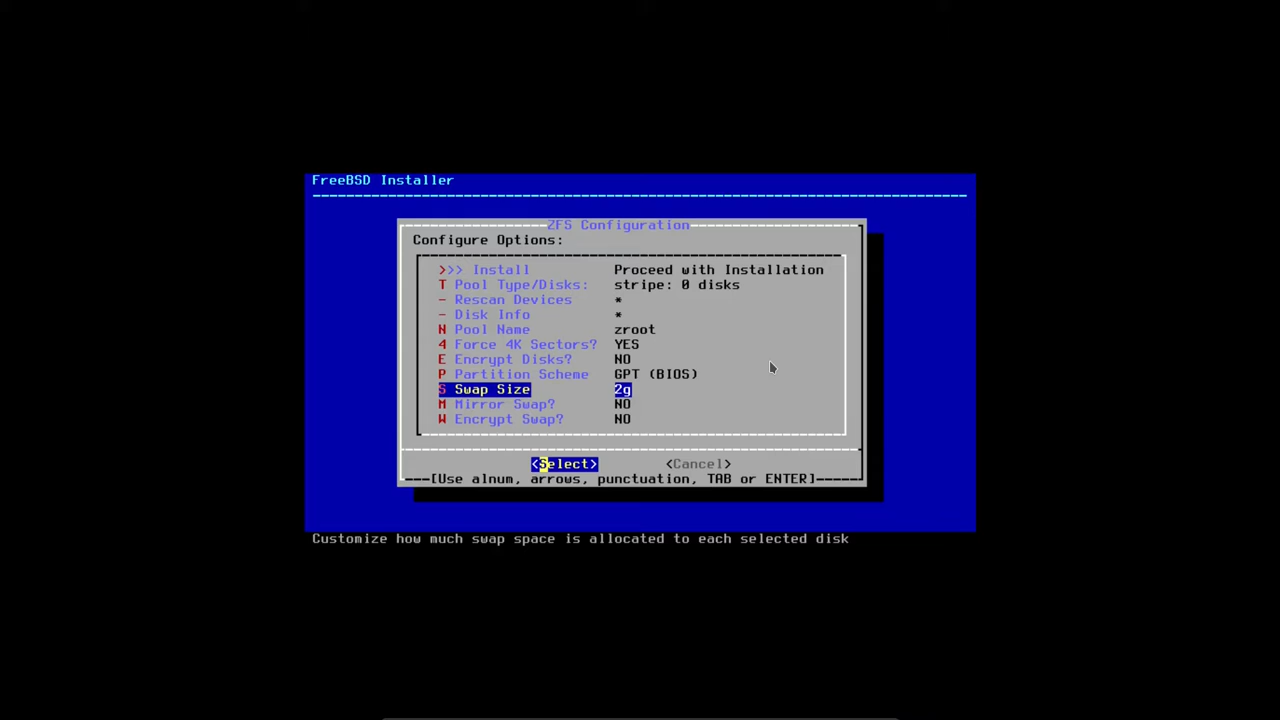 FreeBSD Installer
ZFS Configuration
Configure Options:
>>> Install Proceed with Installation
T Pool Type/Disks: stripe: 0 disks
- Rescan Devices *
- Disk Info *
N Pool Name zroot
4 Force 4K Sectors? YES
E Encrypt Disks? NO
P Partition Scheme GPT (BIOS)
S Swap Size 2g
M Mirror Swap? NO
W Encrypt Swap? NO
<Select> <Cancel>
[Use alnum, arrows, punctuation, TAB or ENTER]
Customize how much swap space is allocated to each selected disk